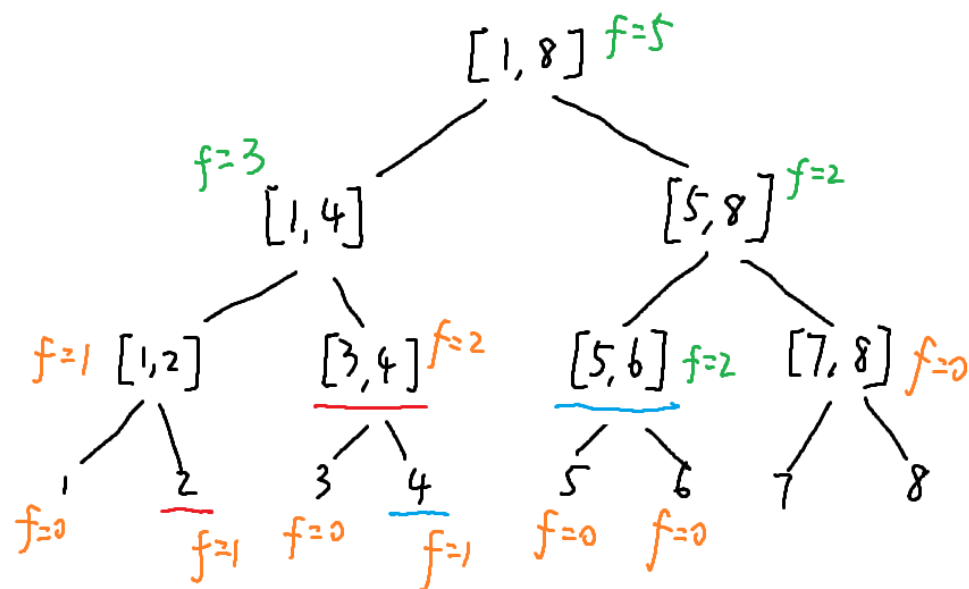 [1,8] f=5
f=3 [1,4] [5,8] f=2
f=1 [1,2] [3,4] f=2 [5,6] f=2 [7,8] f=0
1 2 3 4 5 6 7 8
f=0 f=1 f=0 f=1 f=0 f=0